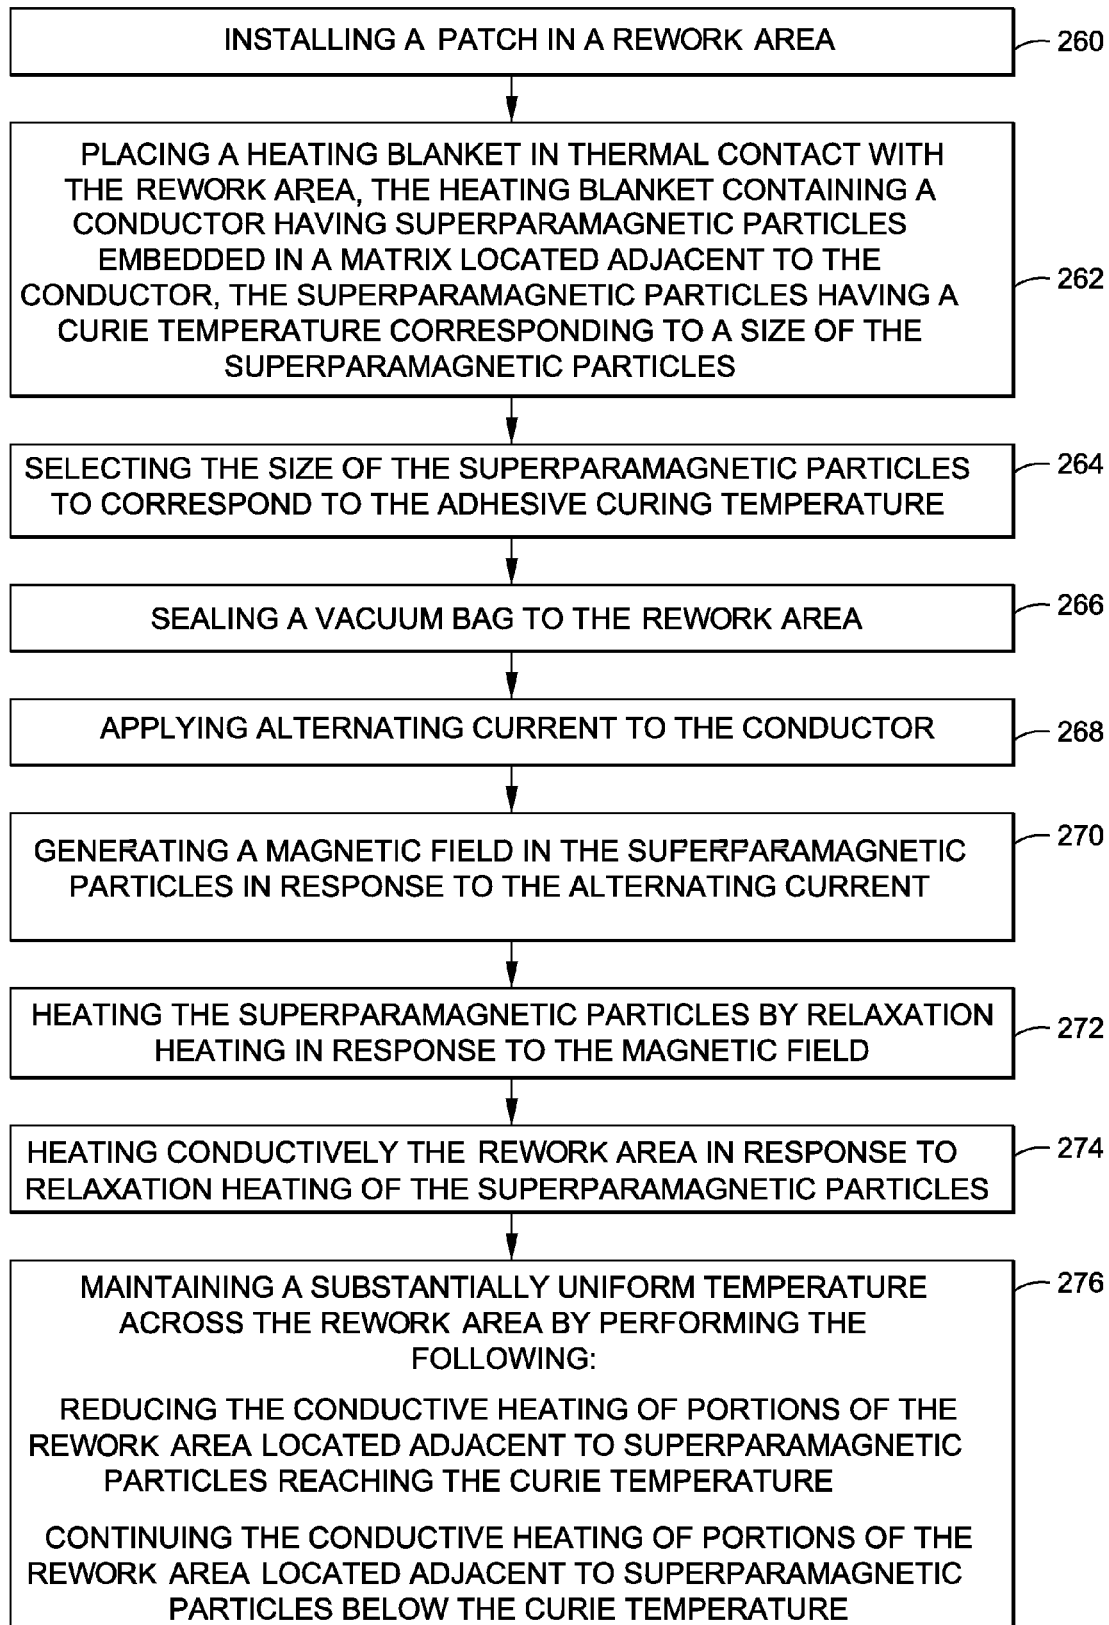 INSTALLING A PATCH IN A REWORK AREA
260
PLACING A HEATING BLANKET IN THERMAL CONTACT WITH
THE REWORK AREA, THE HEATING BLANKET CONTAINING A
CONDUCTOR HAVING SUPERPARAMAGNETIC PARTICLES
EMBEDDED IN A MATRIX LOCATED ADJACENT TO THE
CONDUCTOR, THE SUPERPARAMAGNETIC PARTICLES HAVING A
CURIE TEMPERATURE CORRESPONDING TO A SIZE OF THE
SUPERPARAMAGNETIC PARTICLES
262
SELECTING THE SIZE OF THE SUPERPARAMAGNETIC PARTICLES
TO CORRESPOND TO THE ADHESIVE CURING TEMPERATURE
264
SEALING A VACUUM BAG TO THE REWORK AREA
266
APPLYING ALTERNATING CURRENT TO THE CONDUCTOR
268
GENERATING A MAGNETIC FIELD IN THE SUPERPARAMAGNETIC
PARTICLES IN RESPONSE TO THE ALTERNATING CURRENT
270
HEATING THE SUPERPARAMAGNETIC PARTICLES BY RELAXATION
HEATING IN RESPONSE TO THE MAGNETIC FIELD
272
HEATING CONDUCTIVELY THE REWORK AREA IN RESPONSE TO
RELAXATION HEATING OF THE SUPERPARAMAGNETIC PARTICLES
274
MAINTAINING A SUBSTANTIALLY UNIFORM TEMPERATURE
ACROSS THE REWORK AREA BY PERFORMING THE
FOLLOWING:
REDUCING THE CONDUCTIVE HEATING OF PORTIONS OF THE
REWORK AREA LOCATED ADJACENT TO SUPERPARAMAGNETIC
PARTICLES REACHING THE CURIE TEMPERATURE
CONTINUING THE CONDUCTIVE HEATING OF PORTIONS OF THE
REWORK AREA LOCATED ADJACENT TO SUPERPARAMAGNETIC
PARTICLES BELOW THE CURIE TEMPERATURE
276